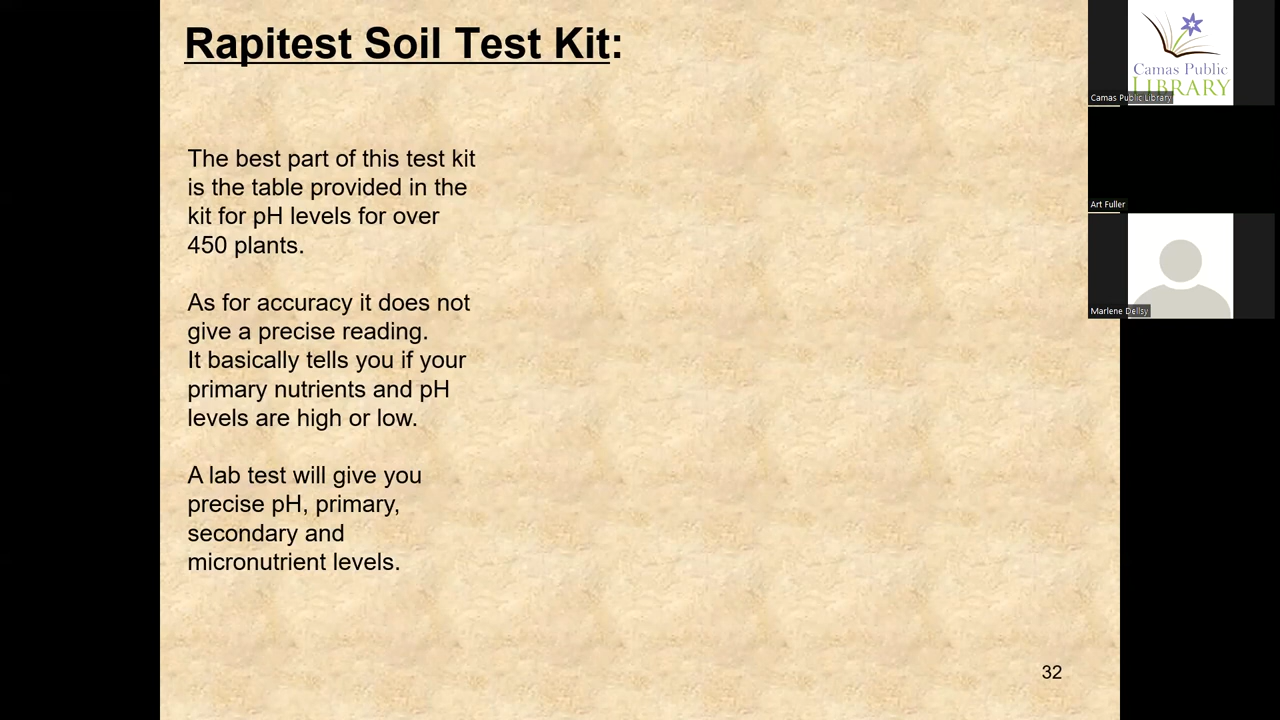 Rapitest Soil Test Kit:
The best part of this test kit
is the table provided in the
kit for pH levels for over
450 plants.
As for accuracy it does not
give a precise reading.
It basically tells you if your
primary nutrients and pH
levels are high or low.
A lab test will give you
precise pH, primary,
secondary and
micronutrient levels.
32
Camas Public
LIBRARY
Camas Public Library
Art Fuller
Marlene Dellsy